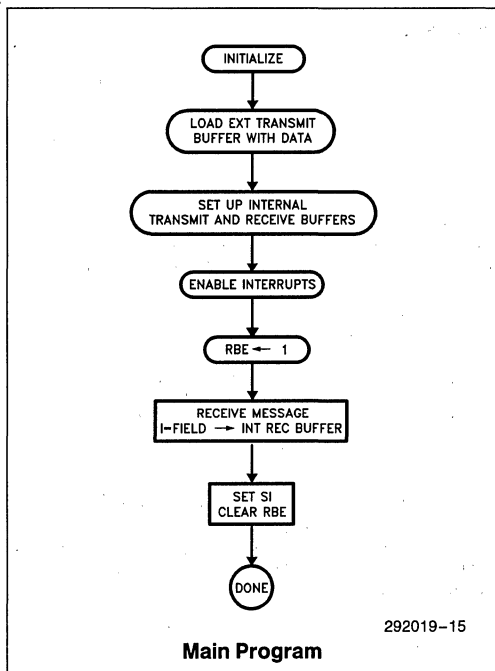 INITIALIZE
LOAD EXT TRANSMIT
BUFFER WITH DATA
SET UP INTERNAL
TRANSMIT AND RECEIVE BUFFERS
ENABLE INTERRUPTS
RBE ← 1
RECEIVE MESSAGE
I-FIELD → INT REC BUFFER
SET SI
CLEAR RBE
DONE
292019-15
Main Program